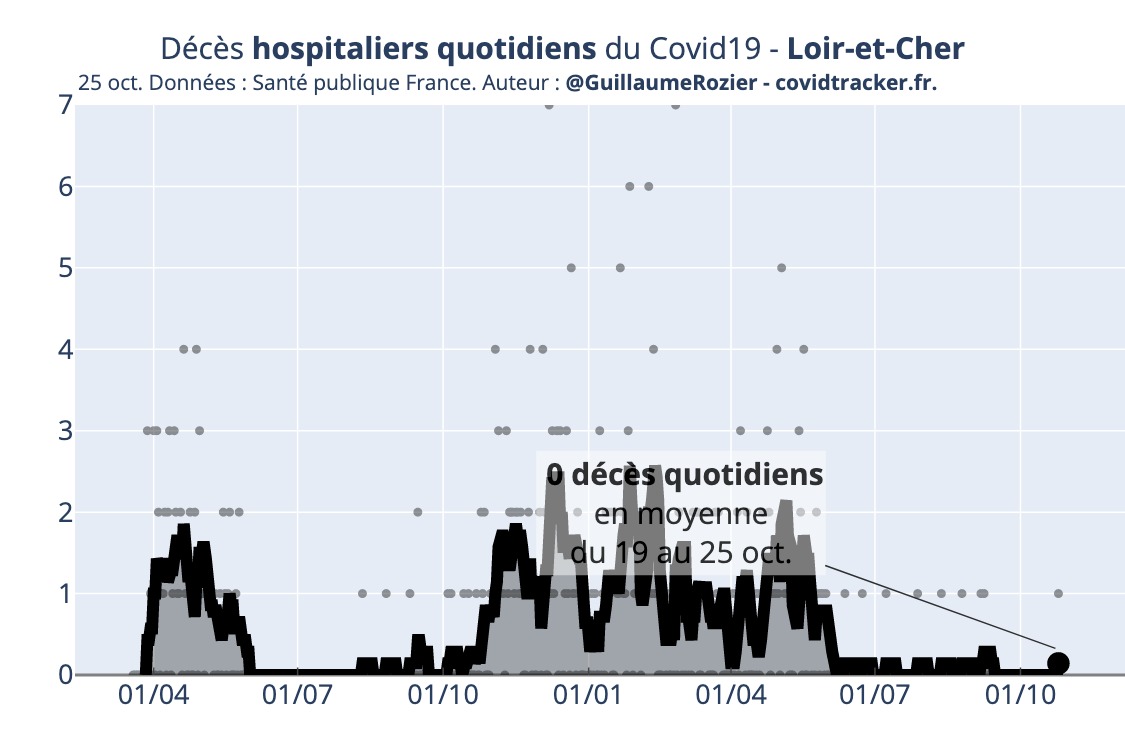 Décès hospitaliers quotidiens du Covid19 - Loir-et-Cher
25 oct. Données : Santé publique France. Auteur : @GuillaumeRozier - covidtracker.fr.
7
6
5
4
3
2
1
0
0 décès quotidiens
en moyenne
du 19 au 25 oct.
01/04 01/07 01/10 01/01 01/04 01/07 01/10